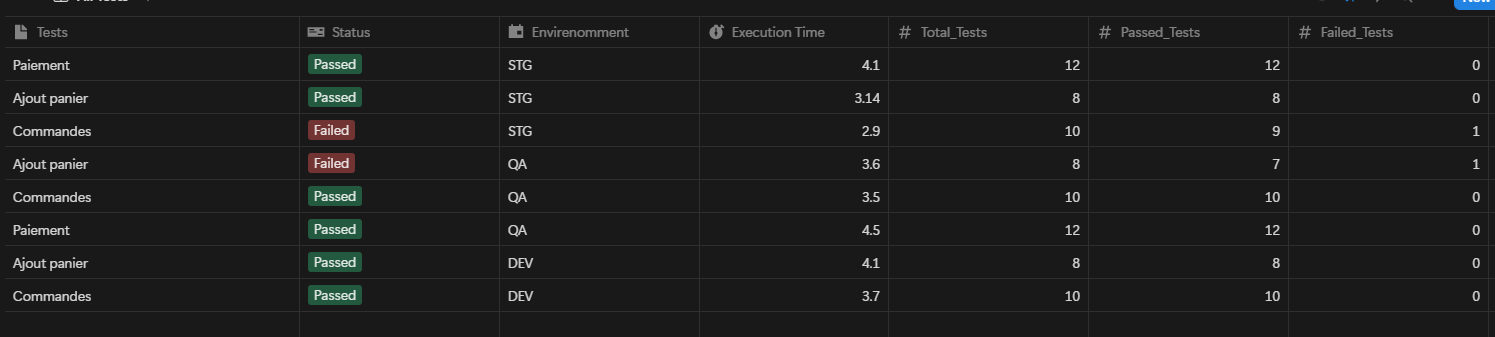 Tests Status Envirenomment Execution Time # Total_Tests # Passed_Tests # Failed_Tests
Paiement Passed STG 4.1 12 12 0
Ajout panier Passed STG 3.14 8 8 0
Commandes Failed STG 2.9 10 9 1
Ajout panier Failed QA 3.6 8 7 1
Commandes Passed QA 3.5 10 10 0
Paiement Passed QA 4.5 12 12 0
Ajout panier Passed DEV 4.1 8 8 0
Commandes Passed DEV 3.7 10 10 0